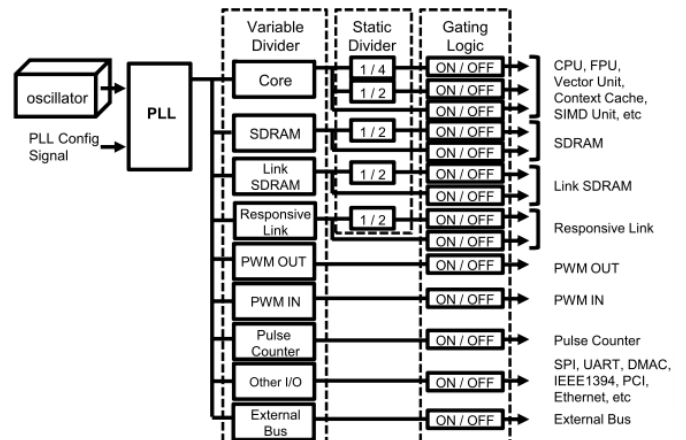 Variable
Divider
Static
Divider
Gating
Logic
oscillator
PLL Config
Signal
PLL
Core
1 / 4
1 / 2
ON / OFF
ON / OFF
ON / OFF
CPU, FPU,
Vector Unit,
Context Cache,
SIMD Unit, etc
SDRAM
1 / 2
ON / OFF
ON / OFF
SDRAM
Link
SDRAM
1 / 2
ON / OFF
ON / OFF
Link SDRAM
Responsive
Link
1 / 2
ON / OFF
ON / OFF
Responsive Link
PWM OUT
ON / OFF
PWM OUT
PWM IN
ON / OFF
PWM IN
Pulse
Counter
ON / OFF
Pulse Counter
Other I/O
ON / OFF
SPI, UART, DMAC,
IEEE1394, PCI,
Ethernet, etc
External
Bus
ON / OFF
External Bus